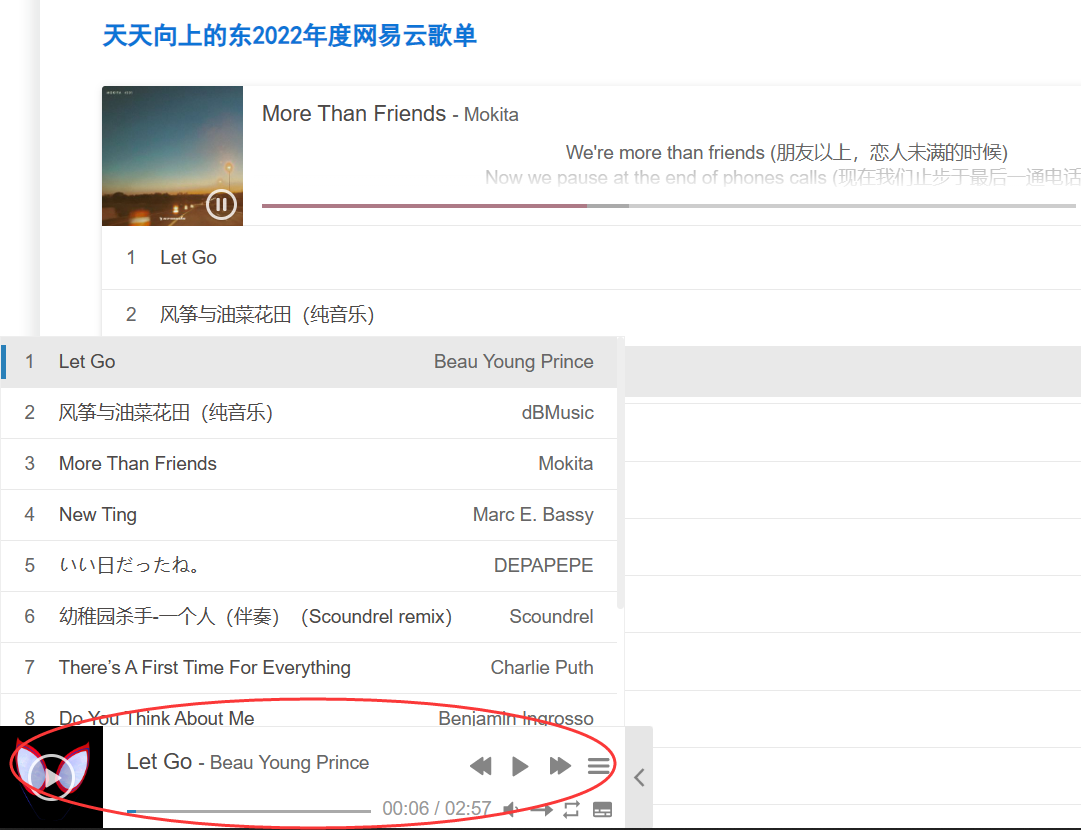 天天向上的东2022年度网易云歌单
More Than Friends - Mokita
We're more than friends (朋友以上，恋人未满的时候)
Now we pause at the end of phones calls (现在我们止步于最后一通电话
1 Let Go
2 风筝与油菜花田（纯音乐）
1 Let Go Beau Young Prince
2 风筝与油菜花田（纯音乐） dBMusic
3 More Than Friends Mokita
4 New Ting Marc E. Bassy
5 いい日だったね。 DEPAPEPE
6 幼稚园杀手-一个人（伴奏）（Scoundrel remix） Scoundrel
7 There's A First Time For Everything Charlie Puth
8 Do You Think About Me Benjamin Ingrosso
Let Go - Beau Young Prince
00:06 / 02:57